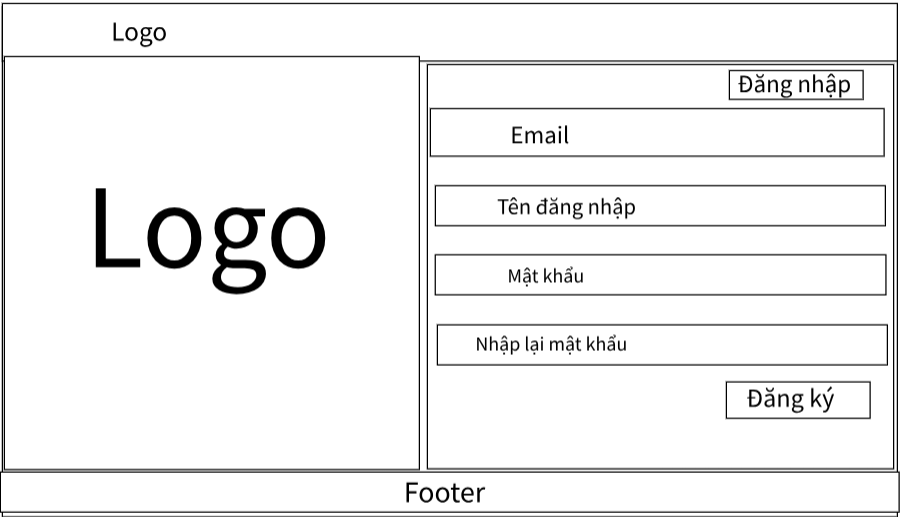 Logo
Logo
Đăng nhập
Email
Tên đăng nhập
Mật khẩu
Nhập lại mật khẩu
Đăng ký
Footer